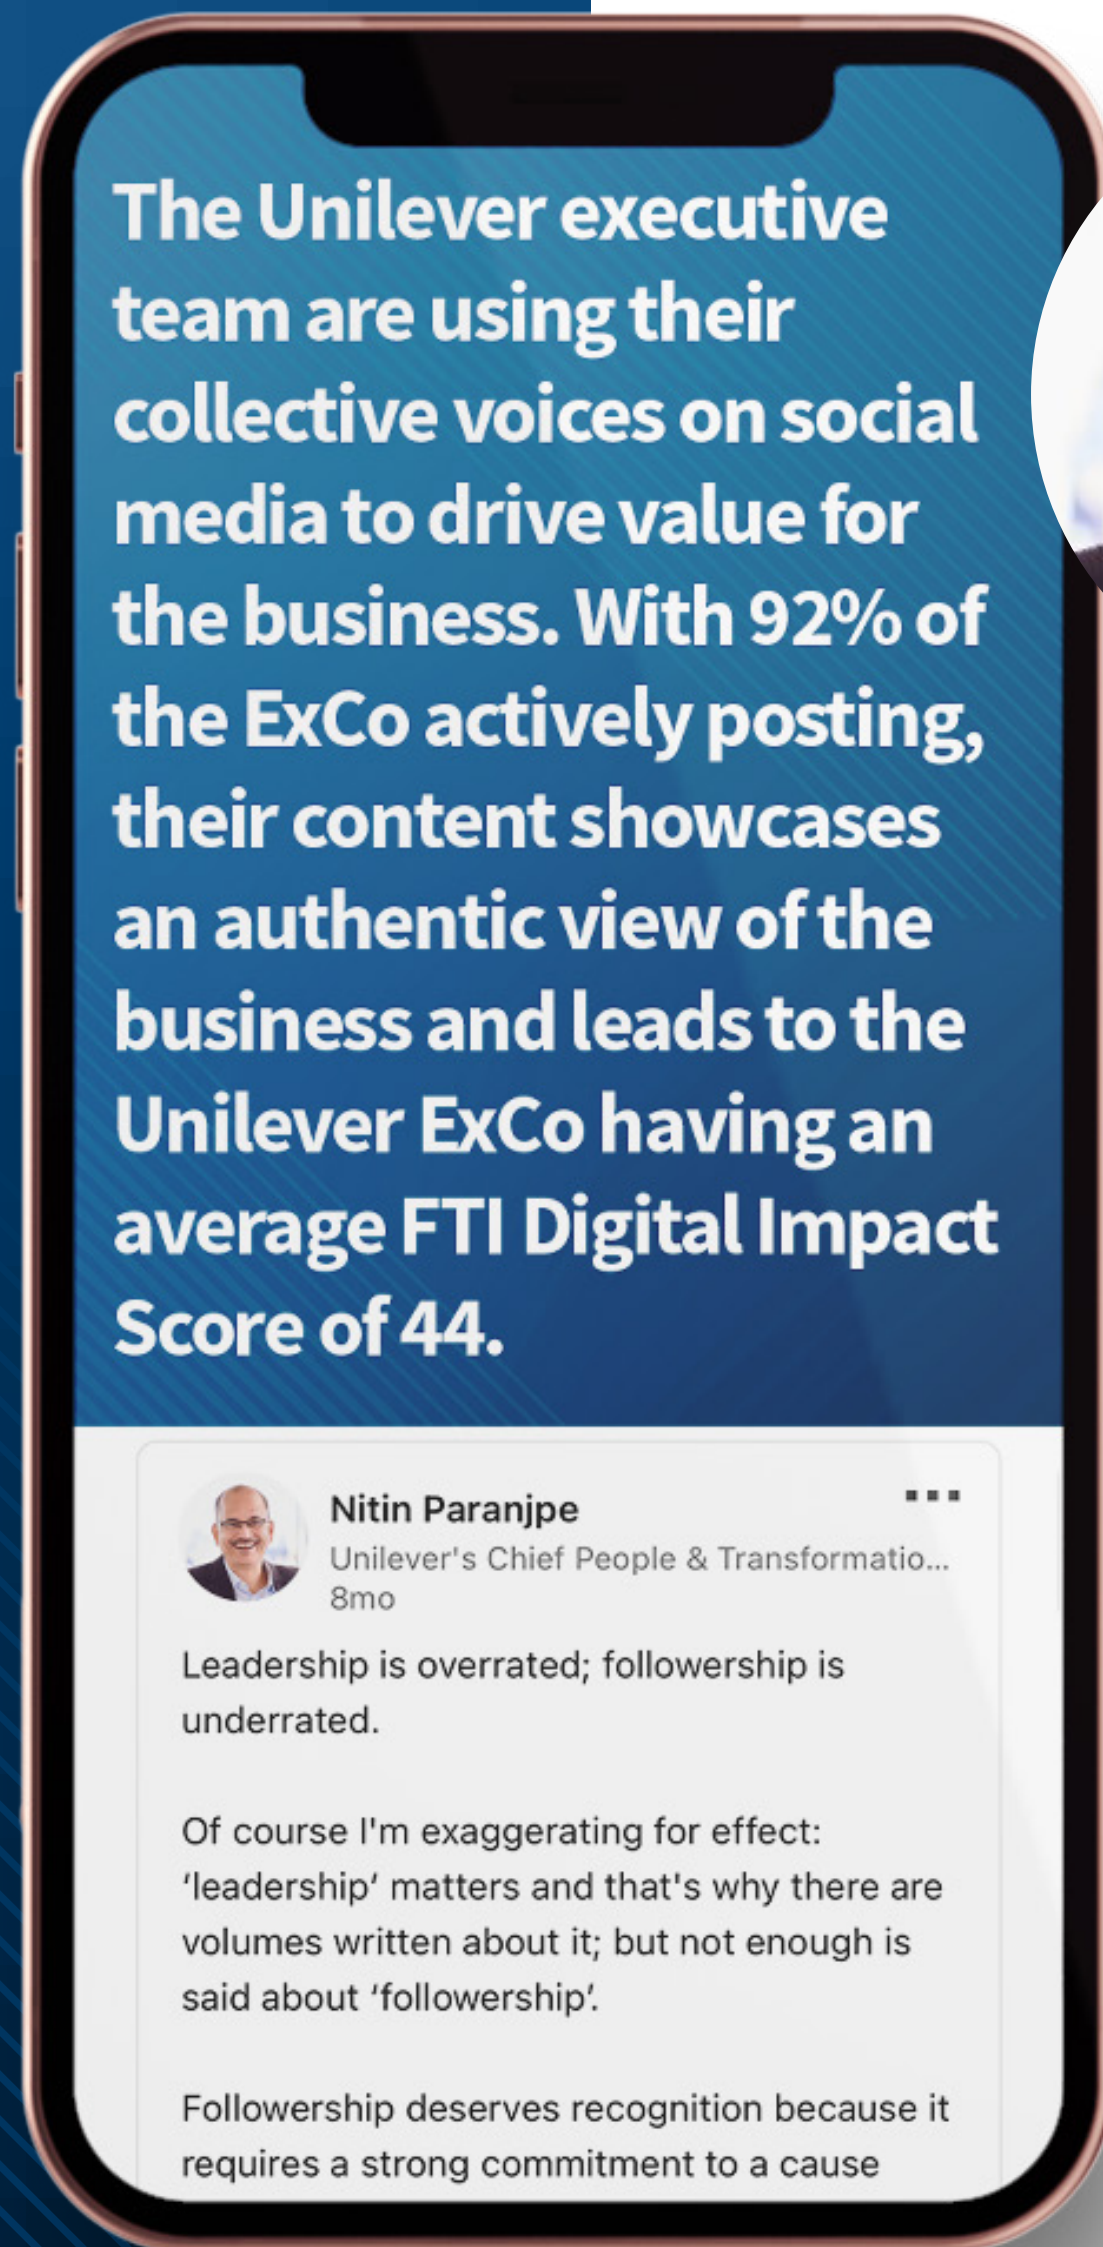 The Unilever executive
team are using their
collective voices on social
media to drive value for
the business. With 92% of
the ExCo actively posting,
their content showcases
an authentic view of the
business and leads to the
Unilever ExCo having an
average FTI Digital Impact
Score of 44.
Nitin Paranjpe
Unilever's Chief People & Transformatio...
8mo
Leadership is overrated; followership is
underrated.
Of course I'm exaggerating for effect:
‘leadership’ matters and that's why there are
volumes written about it; but not enough is
said about ‘followership’.
Followership deserves recognition because it
requires a strong commitment to a cause